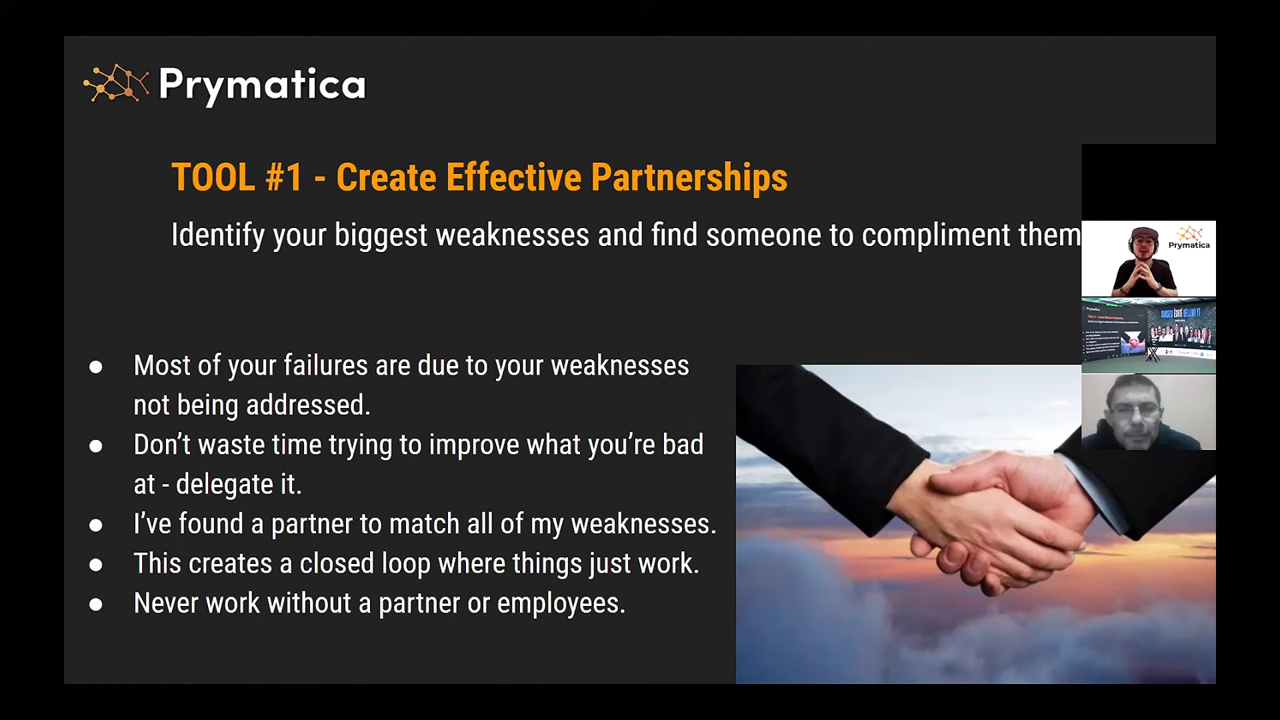 Prymatica
TOOL #1 - Create Effective Partnerships
Identify your biggest weaknesses and find someone to compliment them
Prymatica
Most of your failures are due to your weaknesses
not being addressed.
Don’t waste time trying to improve what you’re bad
at - delegate it.
I’ve found a partner to match all of my weaknesses.
This creates a closed loop where things just work.
Never work without a partner or employees.